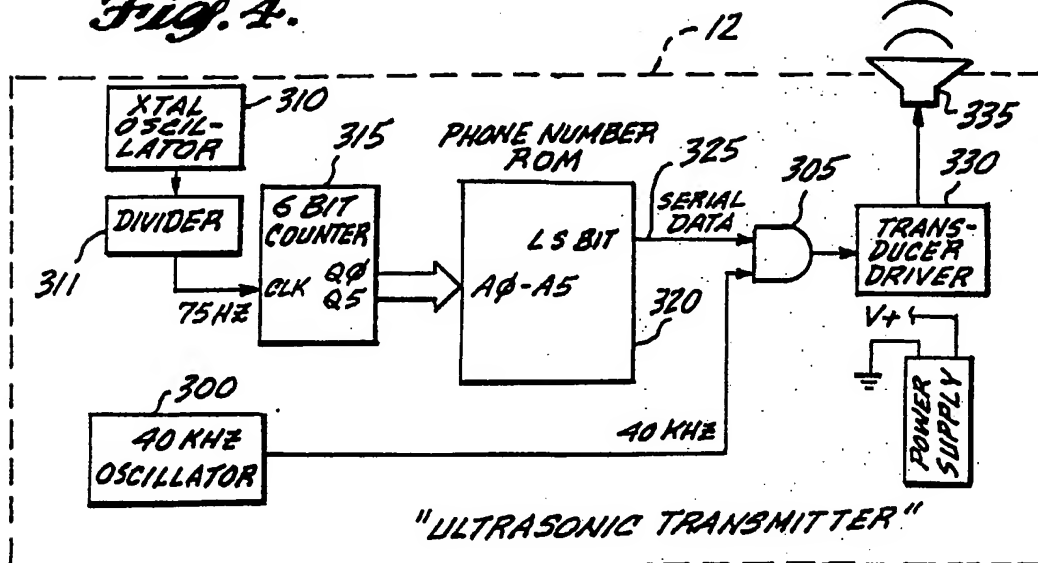 Fig. 4.
12
XTAL
OSCIL-
LATOR
310
DIVIDER
311
75HZ
315
6 BIT
COUNTER
CLK
QØ
Q5
PHONE NUMBER
ROM
LS BIT
AØ-A5
320
325
SERIAL
DATA
305
335
330
TRANS-
DUCER
DRIVER
V+
POWER
SUPPLY
300
40 KHZ
OSCILLATOR
40 KHZ
"ULTRASONIC TRANSMITTER"